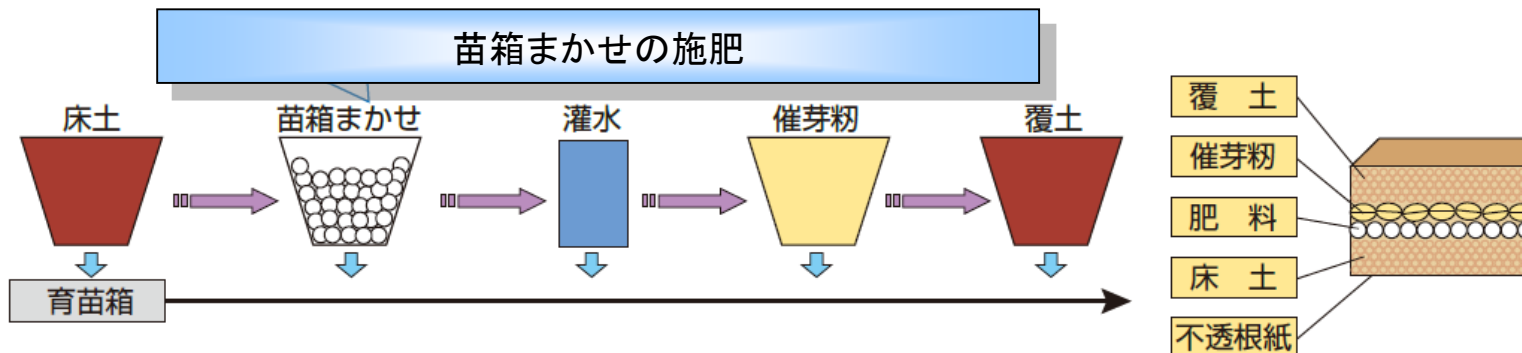 苗箱まかせの施肥
床土
苗箱まかせ
灌水
催芽籾
覆土
育苗箱
覆 土
催芽籾
肥 料
床 土
不透根紙